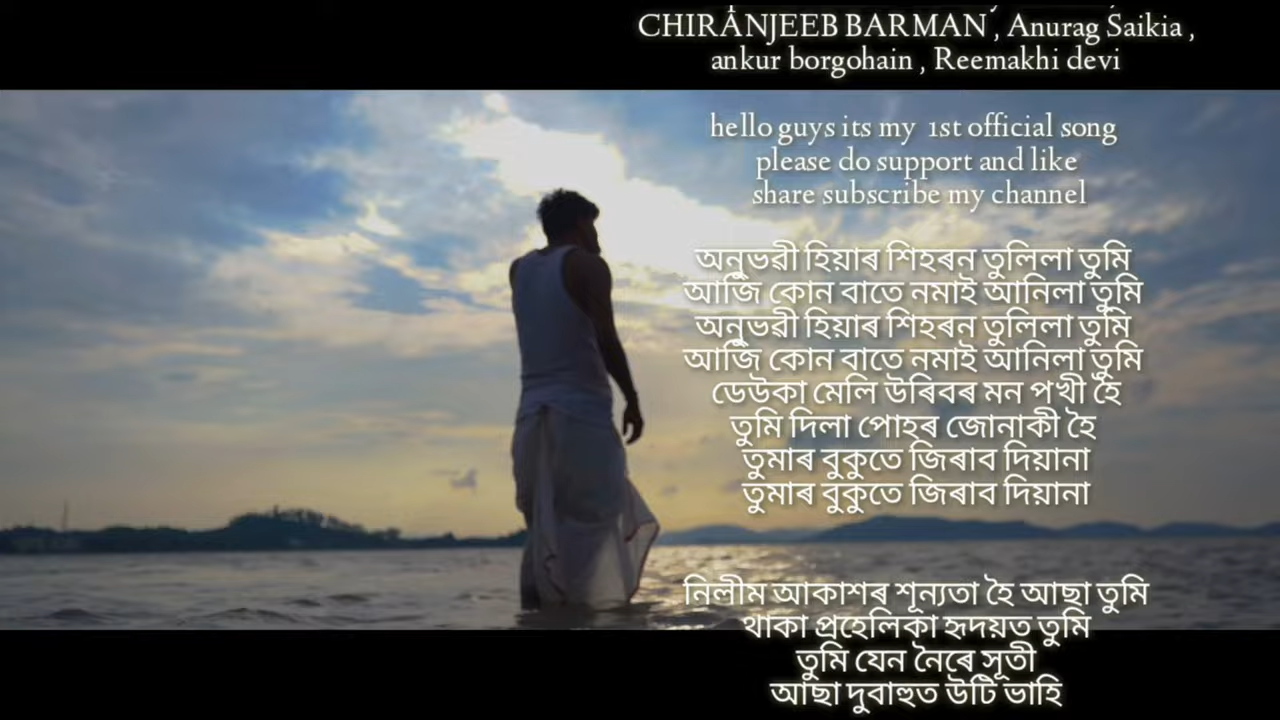 CHIRANJEEB BARMAN , Anurag Saikia ,
ankur borgohain , Reemakhi devi
hello guys its my 1st official song
please do support and like
share subscribe my channel
অনুভৱী হিয়াৰ শিহৰন তুলিলা তুমি
আজি কোন বাতে নমাই আনিলা তুমি
অনুভৱী হিয়াৰ শিহৰন তুলিলা তুমি
আজি কোন বাতে নমাই আনিলা তুমি
ডেউকা মেলি উৰিবৰ মন পখী হৈ
তুমি দিলা পোহৰ জোনাকী হৈ
তুমাৰ বুকুতে জিৰাব দিয়ানা
তুমাৰ বুকুতে জিৰাব দিয়ানা
নিলীম আকাশৰ শূন্যতা হৈ আছা তুমি
থাকা প্ৰহেলিকা হৃদয়ত তুমি
তুমি যেন নৈৰে সূতী
আছা দুবাহুত উটি ভাহি